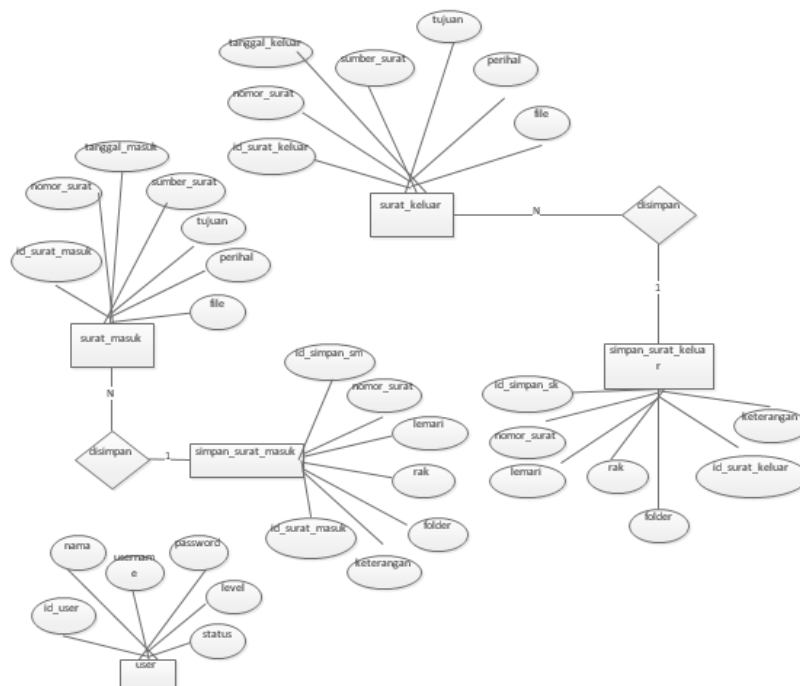 tujuan
tanggal_keluar
sumber_surat
perihal
nomor_surat
file
id_surat_keluar
surat_keluar
N
disimpan
1
simpan_surat_kelua
r
id_simpan_sk
keterangan
nomor_surat
lemari
rak
id_surat_keluar
folder
tanggal_masuk
nomor_surat
sumber_surat
tujuan
id_surat_masuk
perihal
file
surat_masuk
N
disimpan
1
simpan_surat_masuk
id_simpan_sm
nomor_surat
lemari
rak
folder
id_surat_masuk
keterangan
nama
usernam
e
password
level
id_user
status
user